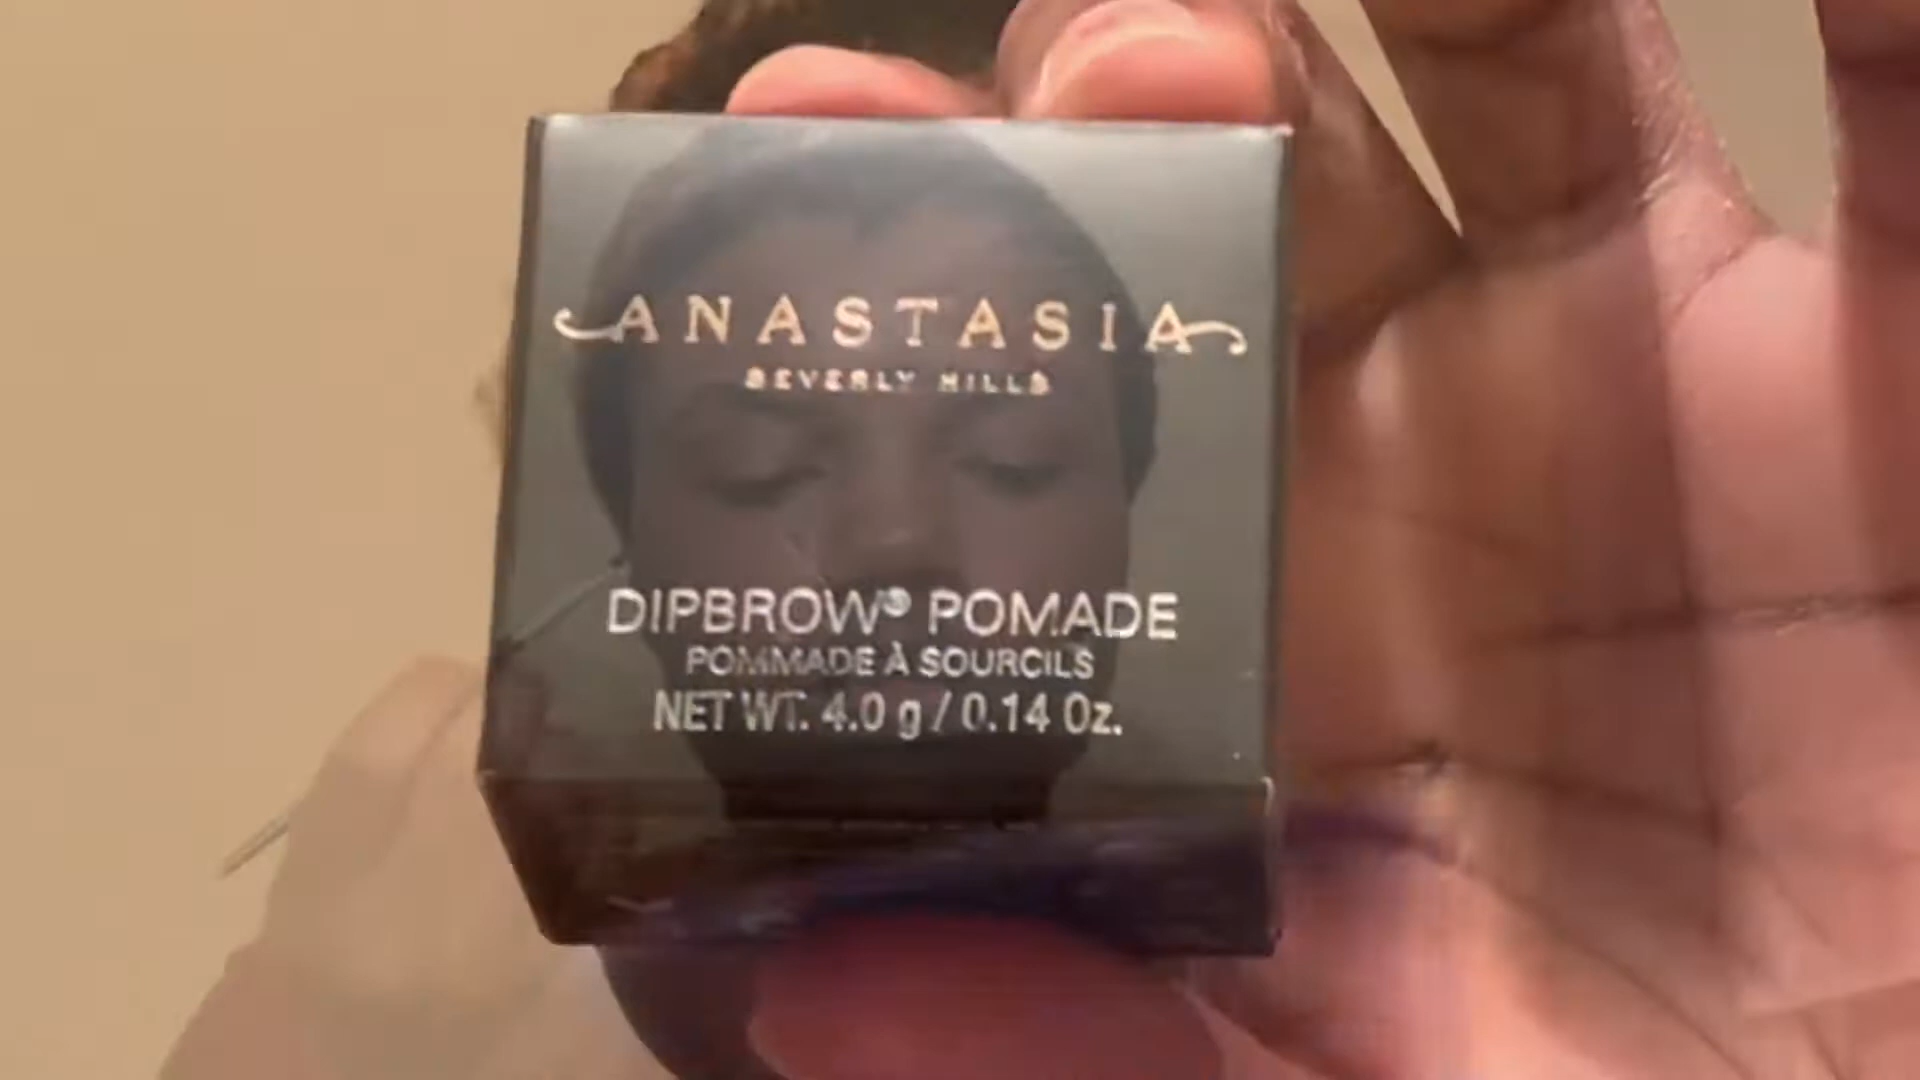 ANASTASIA
BEVERLY HILLS
DIPBROW® POMADE
POMMADE À SOURCILS
NET WT. 4.0 g / 0.14 Oz.